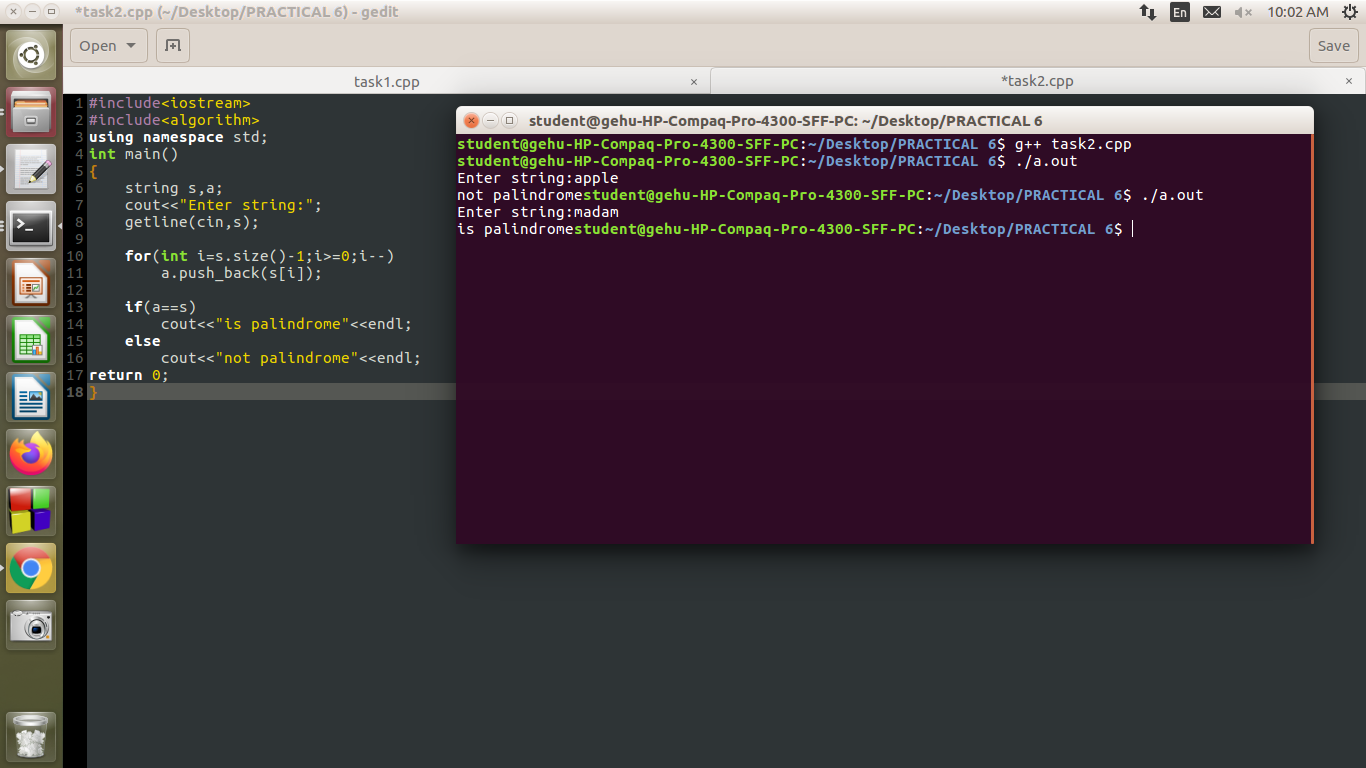 *task2.cpp (~/Desktop/PRACTICAL 6) - gedit
En
10:02 AM
Open
Save
task1.cpp
*task2.cpp
1 #include<iostream>
2 #include<algorithm>
3 using namespace std;
4 int main()
5 {
6     string s,a;
7     cout<<"Enter string:";
8     getline(cin,s);
9
10     for(int i=s.size()-1;i>=0;i--)
11         a.push_back(s[i]);
12
13     if(a==s)
14         cout<<"is palindrome"<<endl;
15     else
16         cout<<"not palindrome"<<endl;
17 return 0;
18 }
student@gehu-HP-Compaq-Pro-4300-SFF-PC: ~/Desktop/PRACTICAL 6
student@gehu-HP-Compaq-Pro-4300-SFF-PC:~/Desktop/PRACTICAL 6$ g++ task2.cpp
student@gehu-HP-Compaq-Pro-4300-SFF-PC:~/Desktop/PRACTICAL 6$ ./a.out
Enter string:apple
not palindromestudent@gehu-HP-Compaq-Pro-4300-SFF-PC:~/Desktop/PRACTICAL 6$ ./a.out
Enter string:madam
is palindromestudent@gehu-HP-Compaq-Pro-4300-SFF-PC:~/Desktop/PRACTICAL 6$